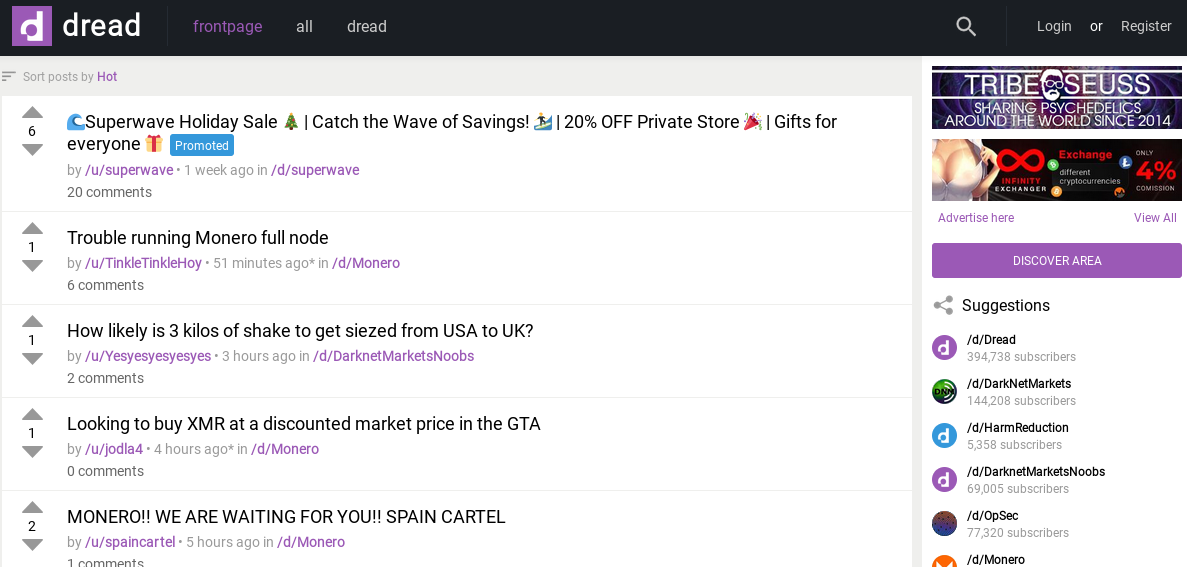 dread
frontpage
all
dread
Login or Register
Sort posts by Hot
6
🌊Superwave Holiday Sale 🎄 | Catch the Wave of Savings! 🏄 | 20% OFF Private Store 🎉 | Gifts for
everyone 🎁 Promoted
by /u/superwave • 1 week ago in /d/superwave
20 comments
1
Trouble running Monero full node
by /u/TinkleTinkleHoy • 51 minutes ago* in /d/Monero
6 comments
1
How likely is 3 kilos of shake to get siezed from USA to UK?
by /u/Yesyesyesyesyes • 3 hours ago in /d/DarknetMarketsNoobs
2 comments
1
Looking to buy XMR at a discounted market price in the GTA
by /u/jodla4 • 4 hours ago* in /d/Monero
0 comments
2
MONERO!! WE ARE WAITING FOR YOU!! SPAIN CARTEL
by /u/spaincartel • 5 hours ago in /d/Monero
1 comments
TRIBE SEUSS
SHARING PSYCHEDELICS
AROUND THE WORLD SINCE 2014
INFINITY
EXCHANGER
Exchange
different
cryptocurrencies
ONLY
4%
COMISSION
Advertise here
View All
DISCOVER AREA
Suggestions
/d/Dread
394,738 subscribers
DNM
/d/DarkNetMarkets
144,208 subscribers
/d/HarmReduction
5,358 subscribers
/d/DarknetMarketsNoobs
69,005 subscribers
/d/OpSec
77,320 subscribers
/d/Monero